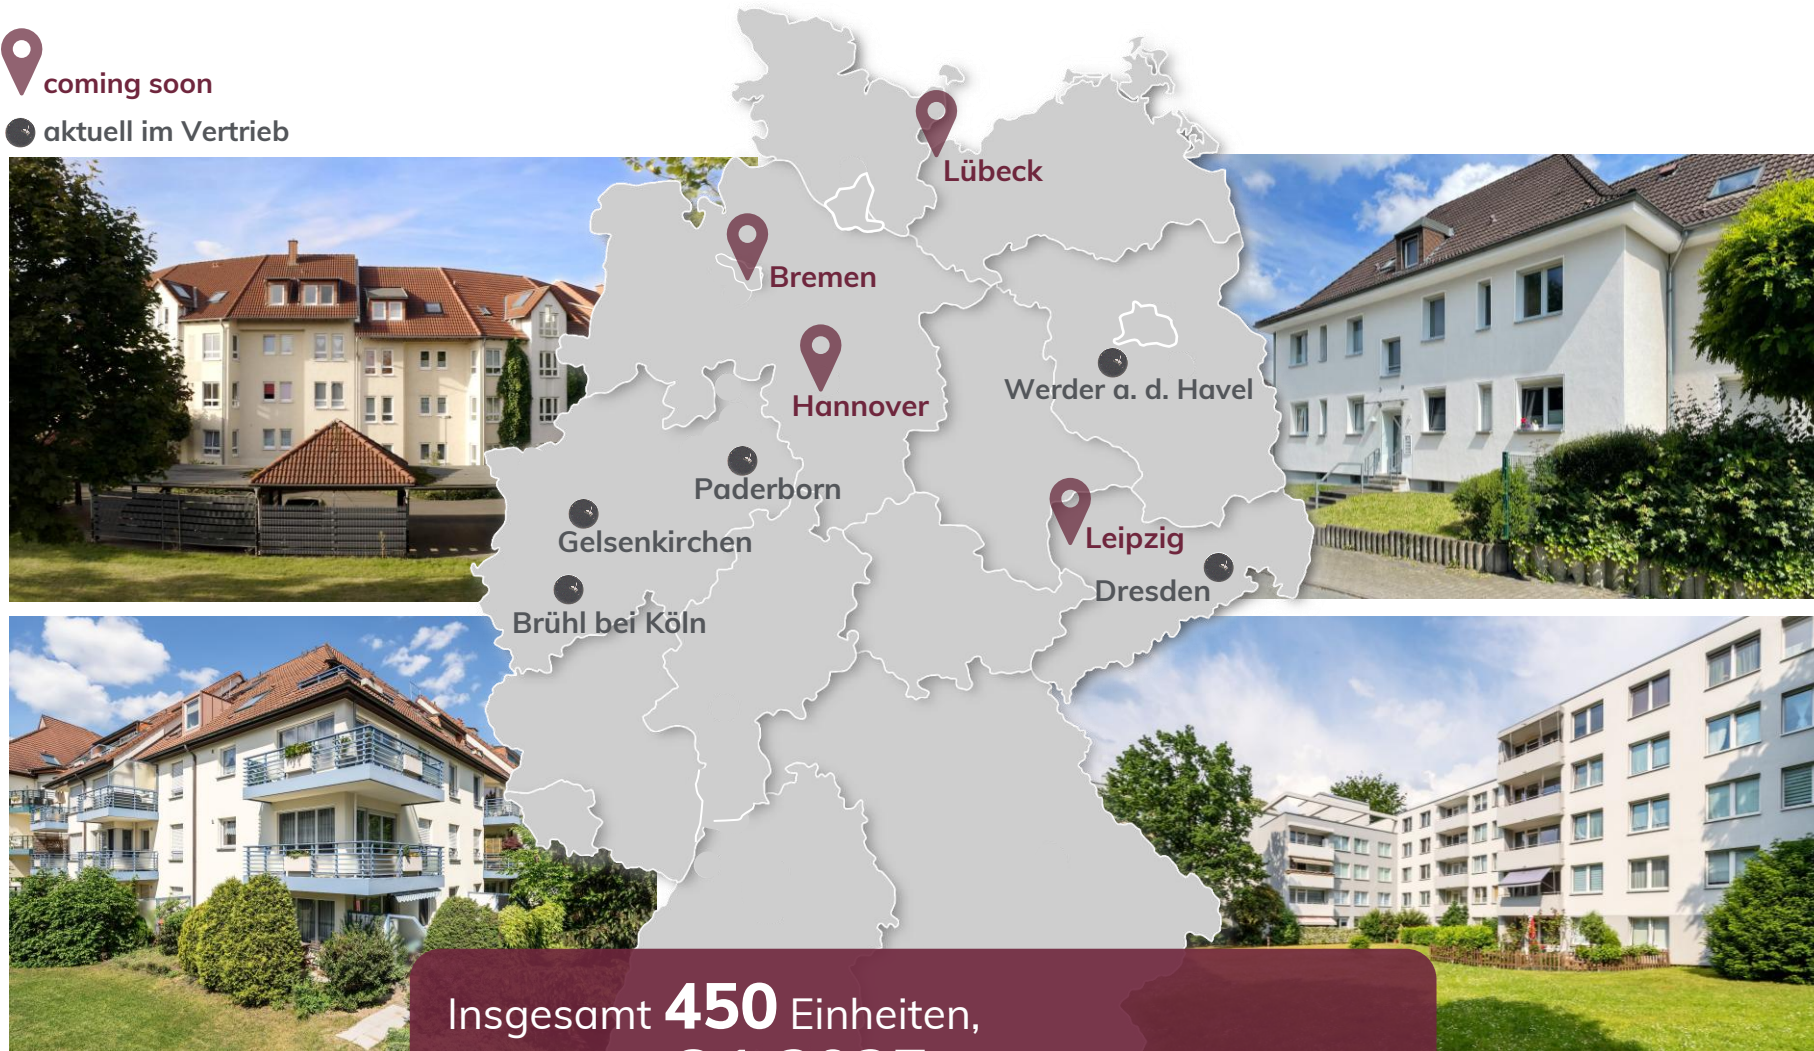 coming soon
aktuell im Vertrieb
Lübeck
Bremen
Hannover
Werder a. d. Havel
Paderborn
Gelsenkirchen
Leipzig
Dresden
Brühl bei Köln
Insgesamt 450 Einheiten,